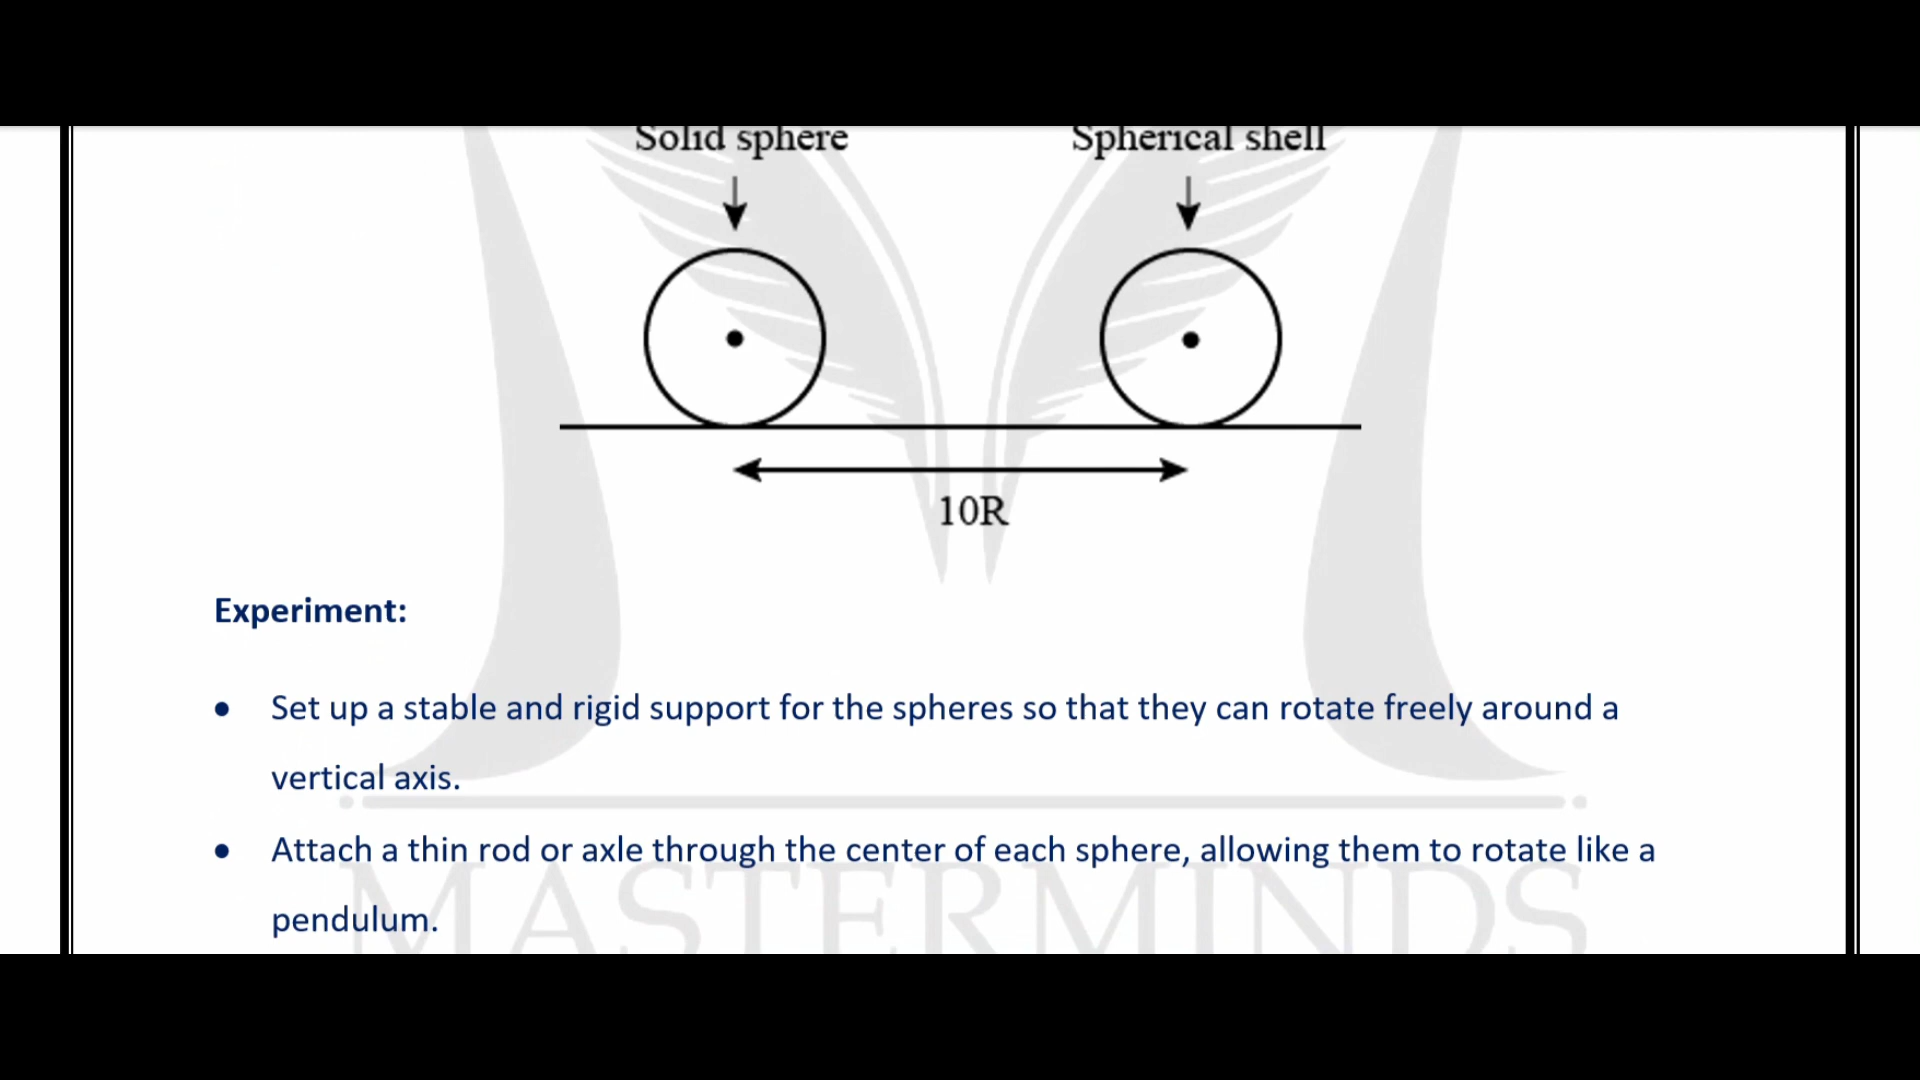 Solid sphere Spherical shell
10R
Experiment:
• Set up a stable and rigid support for the spheres so that they can rotate freely around a
vertical axis.
• Attach a thin rod or axle through the center of each sphere, allowing them to rotate like a
pendulum.
MASTERMINDS